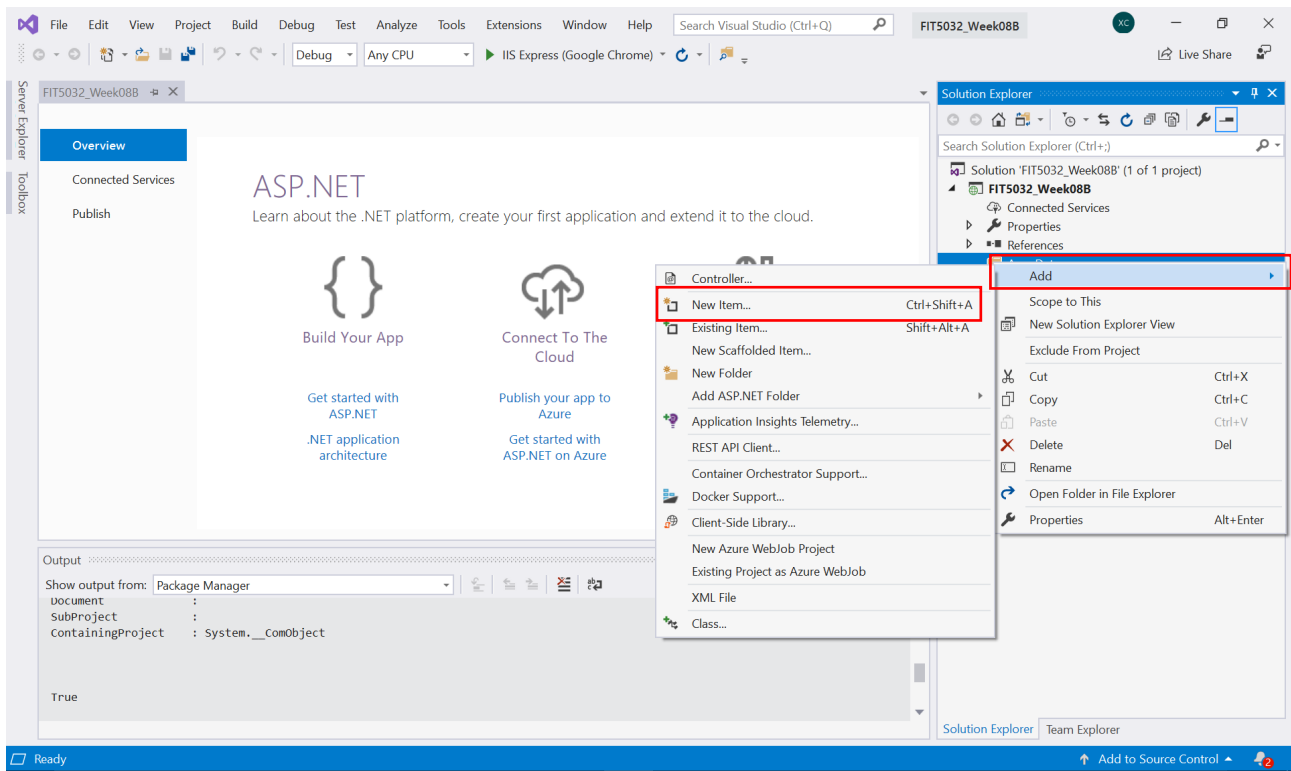 File Edit View Project Build Debug Test Analyze Tools Extensions Window Help Search Visual Studio (Ctrl+Q) FIT5032_Week08B XC
Debug Any CPU IIS Express (Google Chrome) Live Share
Server Explorer
Toolbox
FIT5032_Week08B
Overview
Connected Services
Publish
ASP.NET
Learn about the .NET platform, create your first application and extend it to the cloud.
Build Your App
Get started with
ASP.NET
.NET application
architecture
Connect To The
Cloud
Publish your app to
Azure
Get started with
ASP.NET on Azure
Solution Explorer
Search Solution Explorer (Ctrl+;)
Solution 'FIT5032_Week08B' (1 of 1 project)
FIT5032_Week08B
Connected Services
Properties
References
Add
Scope to This
New Solution Explorer View
Exclude From Project
Cut Ctrl+X
Copy Ctrl+C
Paste Ctrl+V
Delete Del
Rename
Open Folder in File Explorer
Properties Alt+Enter
Controller...
New Item... Ctrl+Shift+A
Existing Item... Shift+Alt+A
New Scaffolded Item...
New Folder
Add ASP.NET Folder
Application Insights Telemetry...
REST API Client...
Container Orchestrator Support...
Docker Support...
Client-Side Library...
New Azure WebJob Project
Existing Project as Azure WebJob
XML File
Class...
Output
Show output from: Package Manager
Document :
SubProject :
ContainingProject : System.__ComObject
True
Solution Explorer Team Explorer
Ready Add to Source Control 2